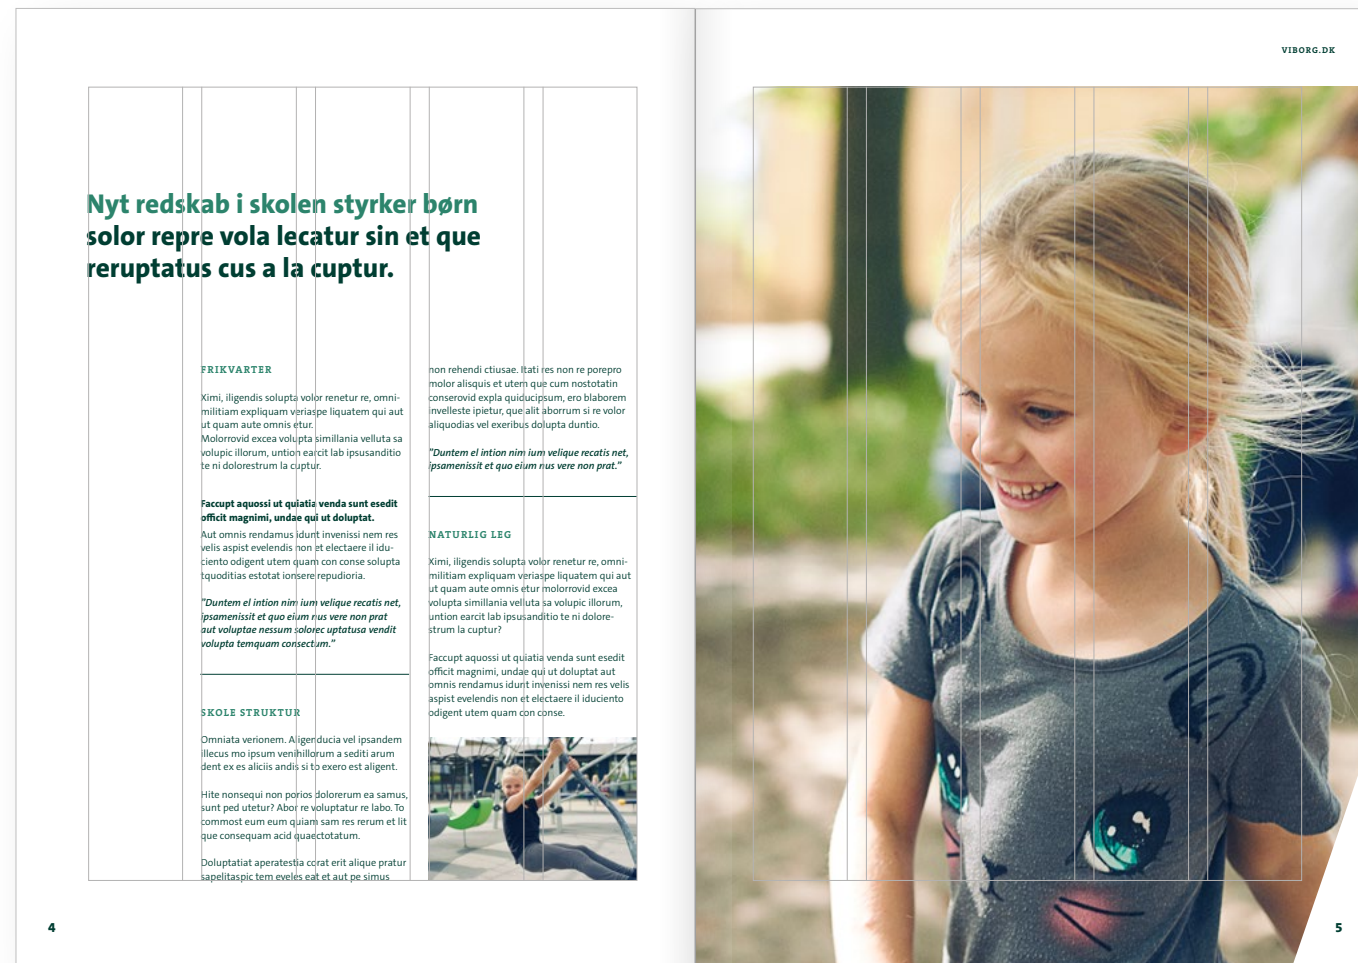 VIBORG.DK
Nyt redskab i skolen styrker børn
solor repre vola lecatur sin et que
reruptatus cus a la cuptur.
FRIKVARTER
Ximi, iligendis solupta volor renetur re, omni-
militiam expliquam veriaspe liquatem qui aut
ut quam aute omnis etur.
Molorrovid excea volupta simillania velluta sa
volupic illorum, untion earcit lab ipsusanditio
te ni dolorestrum la cuptur.
Faccupt aquossi ut quiatia venda sunt esedit
officit magnimi, undae qui ut doluptat.
Aut omnis rendamus idunt invenissi nem res
velis aspist evelendis non et electaere il idu-
ciento odigent utem quam con conse solupta
tquoditias estotat ionsere repudioria.
"Duntem el intion nim ium velique recatis net,
ipsamenissit et quo eium nus vere non prat
aut voluptae nessum solorec uptatusa vendit
volupta temquam consectum."
SKOLE STRUKTUR
Omniata verionem. Aligenducia vel ipsandem
illecus mo ipsum venihillorum a sediti arum
dent ex es aliciis andis si to exero est aligent.
Hite nonsequi non porios dolorerum ea samus,
sunt ped utetur? Abor re voluptatur re labo. To
commost eum eum quiam sam res rerum et lit
que consequam acid quaectotatum.
Doluptatiat aperatestia corat erit alique pratur
sapelitaspic tem eveles eat et aut pe simus
non rehendi ctiusae. Itati res non re porepro
molor alisquis et utem que cum nostotatin
conserovid expla quiducipsum, ero blaborem
invelleste ipietur, que alit aborrum si re volor
aliquodias vel exeribus dolupta duntio.
"Duntem el intion nim ium velique recatis net,
ipsamenissit et quo eium nus vere non prat."
NATURLIG LEG
Ximi, iligendis solupta volor renetur re, omni-
militiam expliquam veriaspe liquatem qui aut
ut quam aute omnis etur molorrovid excea
volupta simillania velluta sa volupic illorum,
untion earcit lab ipsusanditio te ni dolore-
strum la cuptur?
Faccupt aquossi ut quiatia venda sunt esedit
officit magnimi, undae qui ut doluptat aut
omnis rendamus idunt invenissi nem res velis
aspist evelendis non et electaere il iduciento
odigent utem quam con conse.
4
5